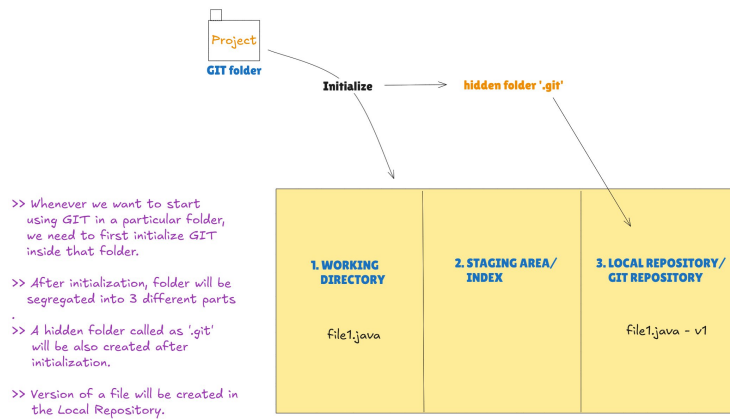 Project
GIT folder
Initialize
hidden folder '.git'
>> Whenever we want to start
using GIT in a particular folder,
we need to first initialize GIT
inside that folder.
>> After initialization, folder will be
segregated into 3 different parts
.
>> A hidden folder called as '.git'
will be also created after
initialization.
>> Version of a file will be created in
the Local Repository.
1. WORKING
DIRECTORY
file1.java
2. STAGING AREA/
INDEX
3. LOCAL REPOSITORY/
GIT REPOSITORY
file1.java - v1